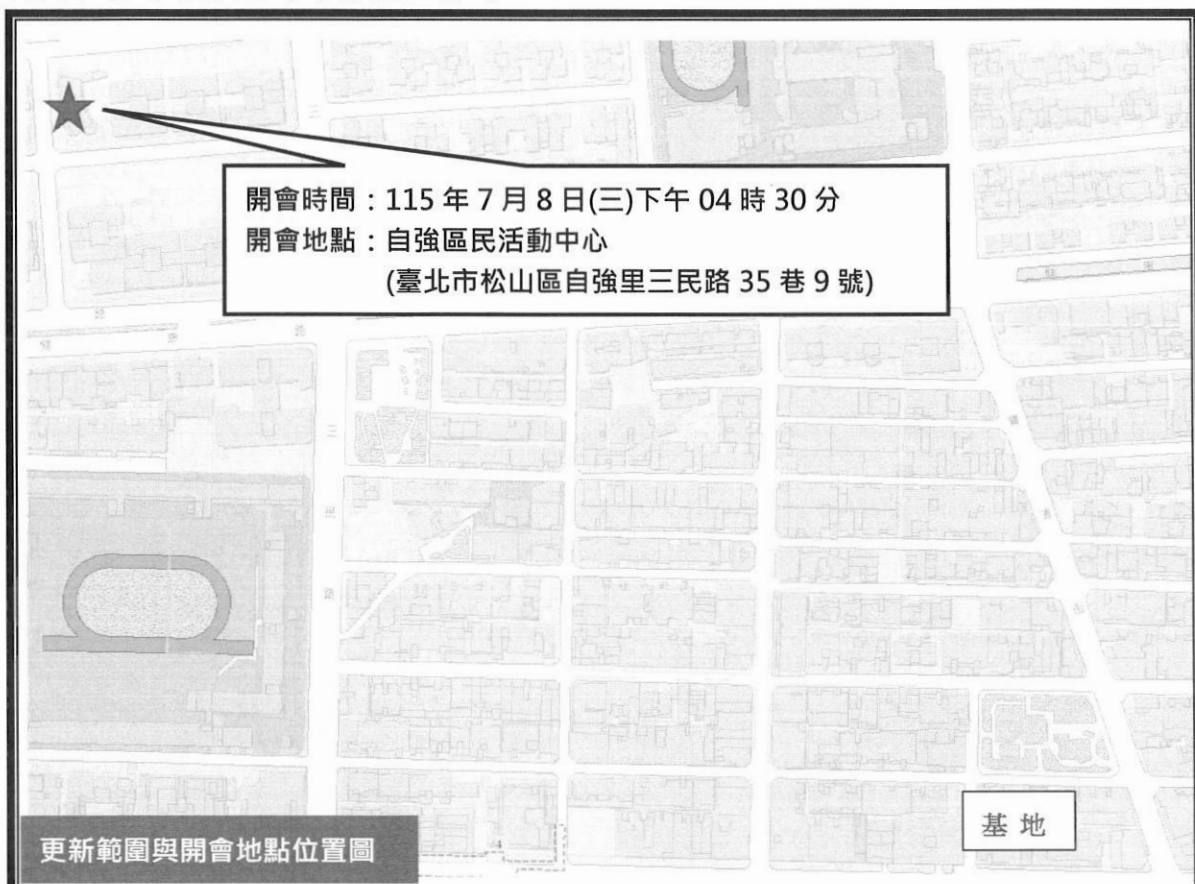 開會時間：115 年 7 月 8 日(三)下午 04 時 30 分
開會地點：自強區民活動中心
(臺北市松山區自強里三民路 35 巷 9 號)
三
民
路
基地
更新範圍與開會地點位置圖